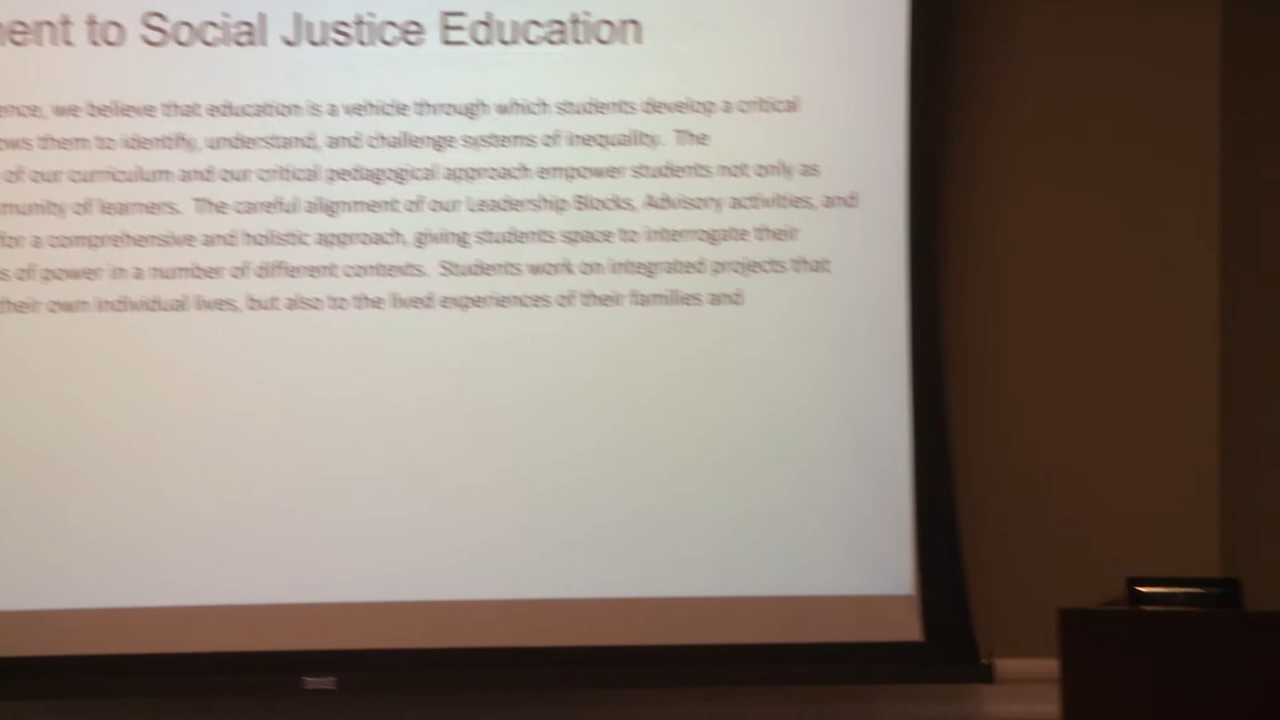 ent to Social Justice Education
ence, we believe that education is a vehicle through which students develop a critical
ows them to identify, understand, and challenge systems of inequality. The
of our curriculum and our critical pedagogical approach empower students not only as
munity of learners. The careful alignment of our Leadership Blocks, Advisory activities, and
for a comprehensive and holistic approach, giving students space to interrogate their
s of power in a number of different contexts. Students work on integrated projects that
their own individual lives, but also to the lived experiences of their families and